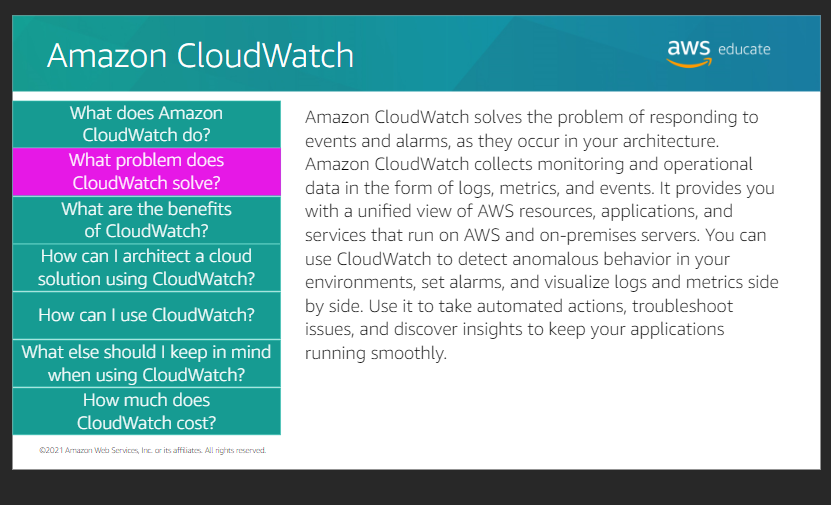 Amazon CloudWatch
aws educate
What does Amazon
CloudWatch do?
What problem does
CloudWatch solve?
What are the benefits
of CloudWatch?
How can I architect a cloud
solution using CloudWatch?
How can I use CloudWatch?
What else should I keep in mind
when using CloudWatch?
How much does
CloudWatch cost?
Amazon CloudWatch solves the problem of responding to
events and alarms, as they occur in your architecture.
Amazon CloudWatch collects monitoring and operational
data in the form of logs, metrics, and events. It provides you
with a unified view of AWS resources, applications, and
services that run on AWS and on-premises servers. You can
use CloudWatch to detect anomalous behavior in your
environments, set alarms, and visualize logs and metrics side
by side. Use it to take automated actions, troubleshoot
issues, and discover insights to keep your applications
running smoothly.
©2021 Amazon Web Services, Inc. or its affiliates. All rights reserved.